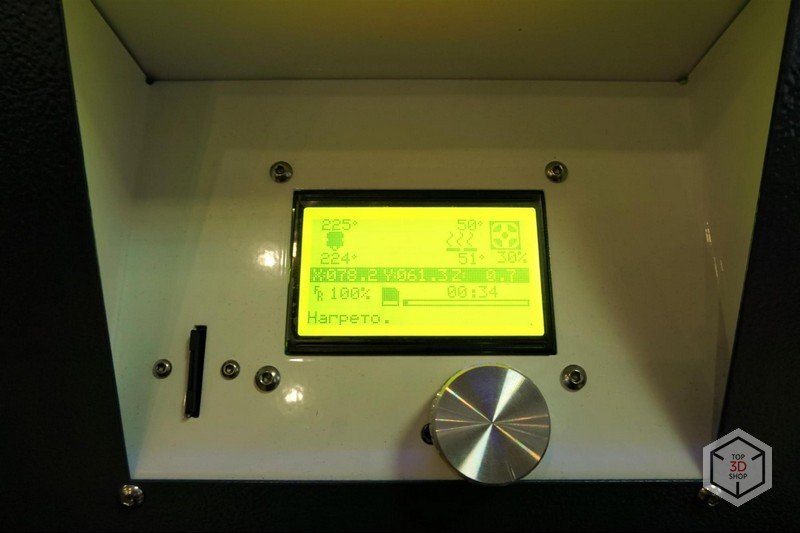 225° 50°
224° 51° 30%
X:078.2 Y:061.3 Z: 0.7
FR 100% 00:34
Нагрето.
TOP
3D
SHOP